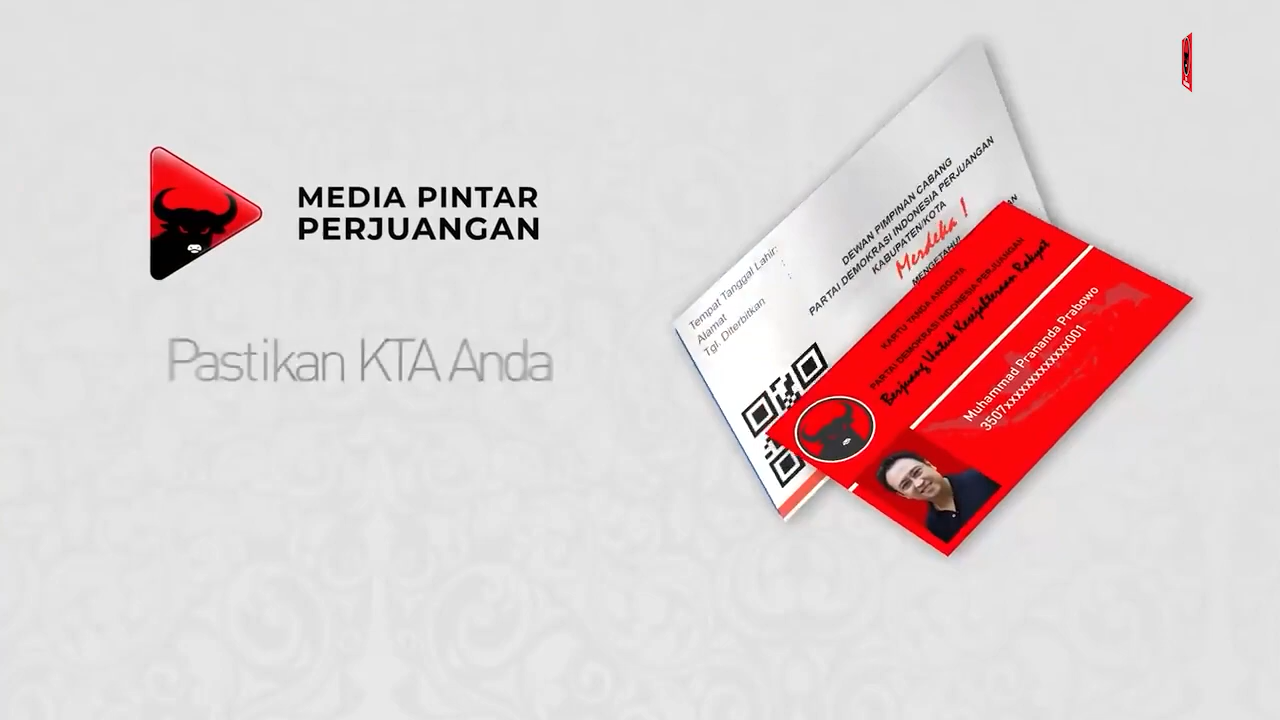 MEDIA PINTAR
PERJUANGAN
Pastikan KTA Anda
Tempat Tanggal Lahir:
Alamat :
Tgl. Diterbitkan :
DEWAN PIMPINAN CABANG
PARTAI DEMOKRASI INDONESIA PERJUANGAN
KABUPATEN/KOTA
Merdeka !
MENGETAHUI
KARTU TANDA ANGGOTA
PARTAI DEMOKRASI INDONESIA PERJUANGAN
Berjuang Untuk Kesejahteraan Rakyat
Muhammad Prananda Prabowo
3507xxxxxxxxxxxxx001